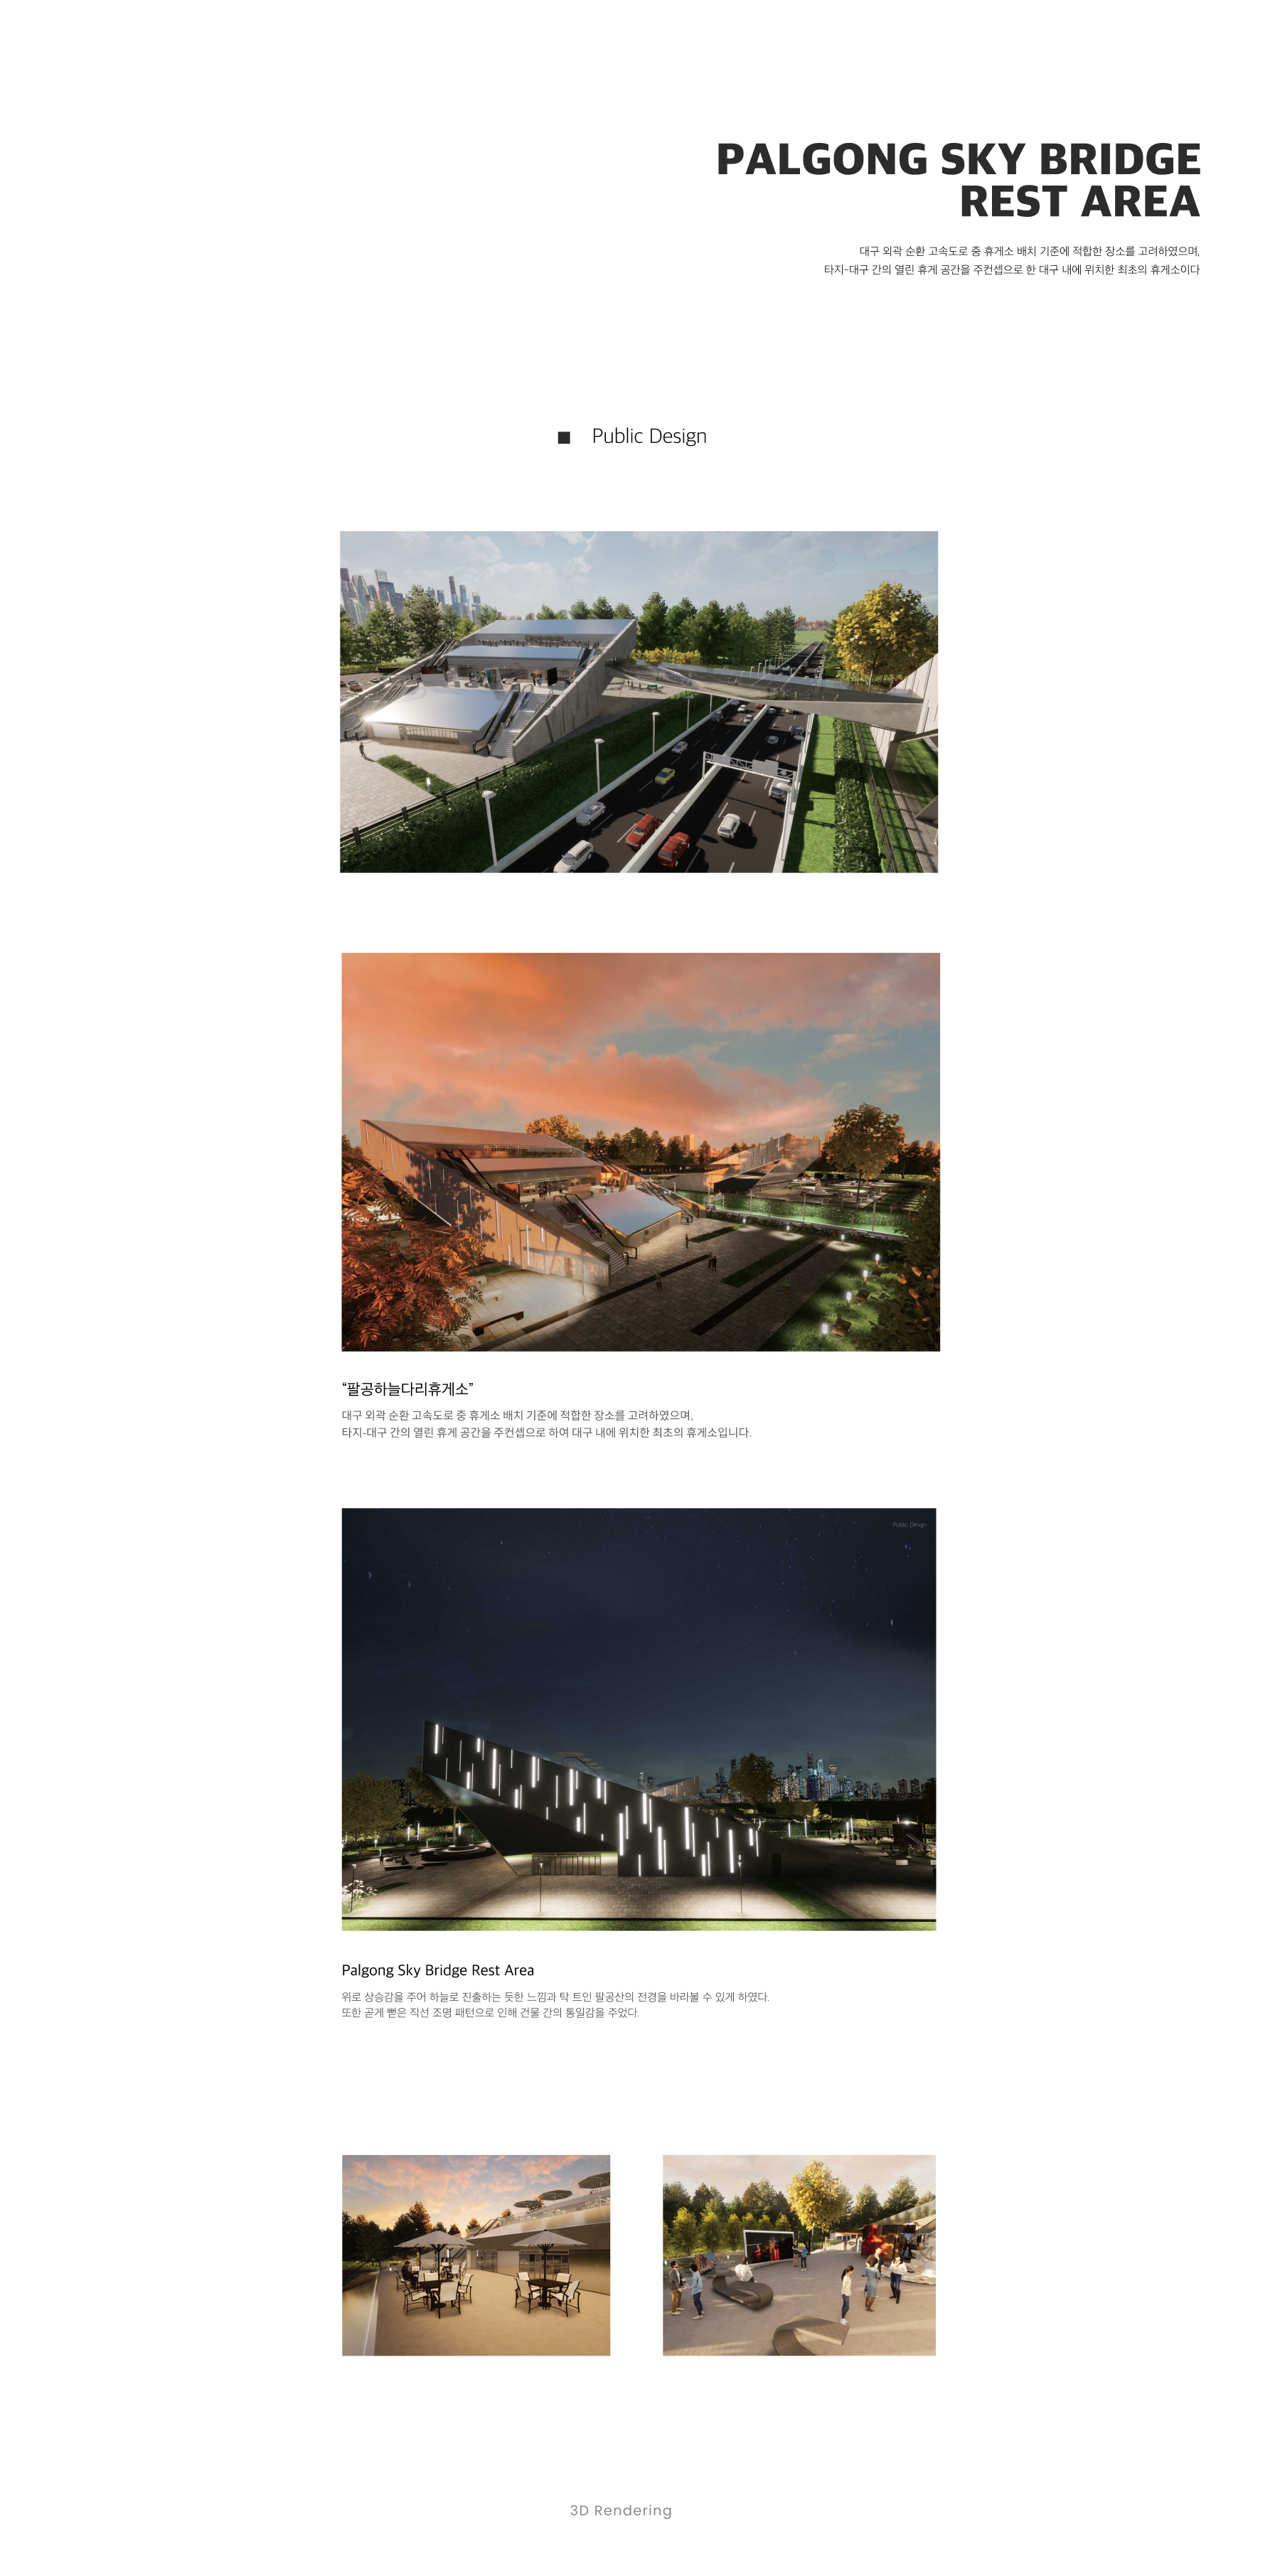 PALGONG SKY BRIDGE
REST AREA
대구 외곽 순환 고속도로 중 휴게소 배치 기준에 적합한 장소를 고려하였으며,
타지-대구 간의 열린 휴게 공간을 주컨셉으로 한 대구 내에 위치한 최초의 휴게소이다
Public Design
“팔공하늘다리휴게소”
대구 외곽 순환 고속도로 중 휴게소 배치 기준에 적합한 장소를 고려하였으며,
타지-대구 간의 열린 휴게 공간을 주컨셉으로 하여 대구 내에 위치한 최초의 휴게소입니다.
Public Design
Palgong Sky Bridge Rest Area
위로 상승감을 주어 하늘로 진출하는 듯한 느낌과 탁 트인 팔공산의 전경을 바라볼 수 있게 하였다.
또한 곧게 뻗은 직선 조명 패턴으로 인해 건물 간의 통일감을 주었다.
3D Rendering